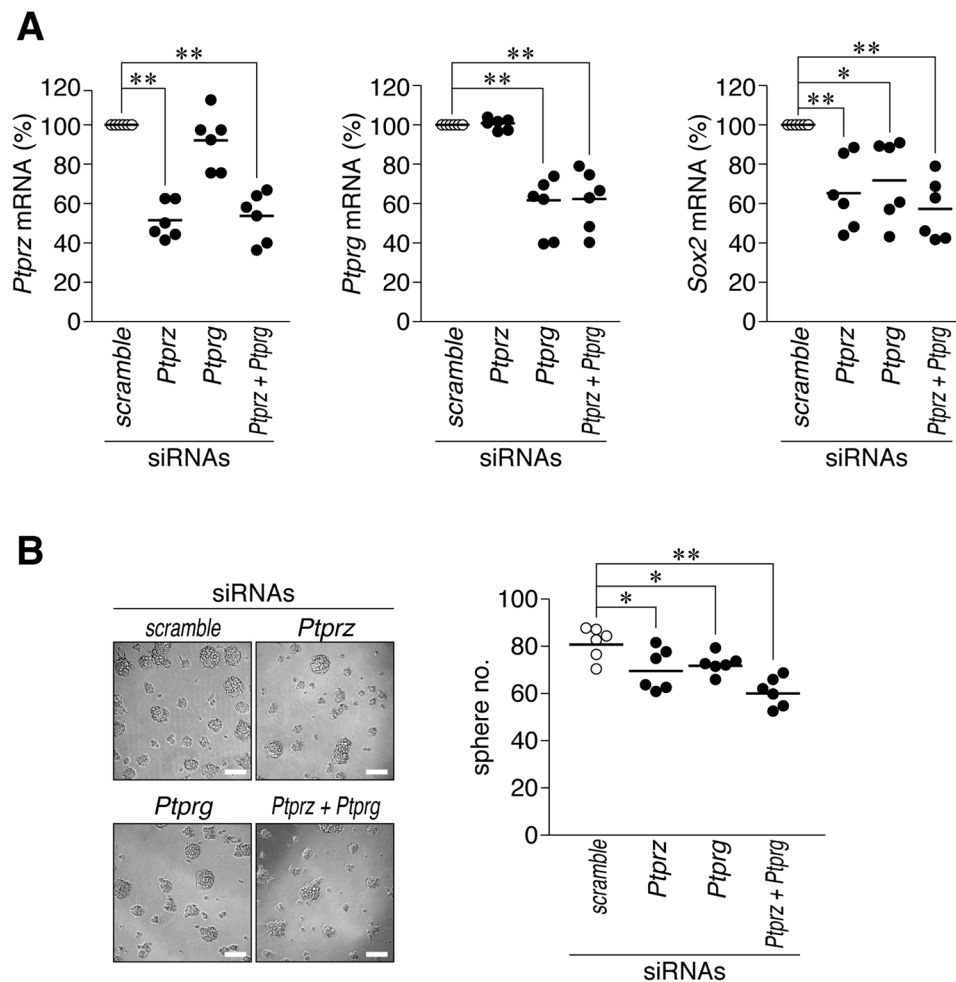 A
** 
**
Ptprz mRNA (%)
120
100
80
60
40
20
0
scramble
Ptprz
Ptprg
Ptprz + Ptprg
siRNAs
**
**
Ptprg mRNA (%)
120
100
80
60
40
20
0
scramble
Ptprz
Ptprg
Ptprz + Ptprg
siRNAs
**
*
**
Sox2 mRNA (%)
120
100
80
60
40
20
0
scramble
Ptprz
Ptprg
Ptprz + Ptprg
siRNAs
B
siRNAs
scramble
Ptprz
Ptprg
Ptprz + Ptprg
**
*
*
sphere no.
100
80
60
40
20
0
scramble
Ptprz
Ptprg
Ptprz + Ptprg
siRNAs